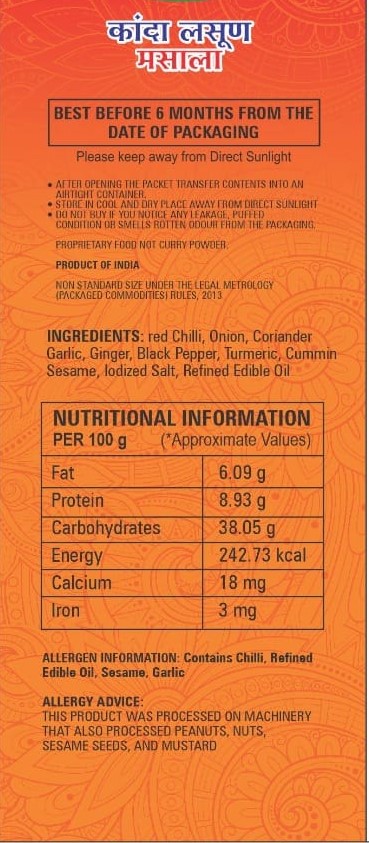 कांदा लसूण
मसाला
BEST BEFORE 6 MONTHS FROM THE
DATE OF PACKAGING
Please keep away from Direct Sunlight
• AFTER OPENING THE PACKET TRANSFER CONTENTS INTO AN
AIRTIGHT CONTAINER.
• STORE IN COOL AND DRY PLACE AWAY FROM DIRECT SUNLIGHT
• DO NOT BUY IF YOU NOTICE ANY LEAKAGE, PUFFED
CONDITION OR SMELLS ROTTEN ODOUR FROM THE PACKAGING.
PROPRIETARY FOOD NOT CURRY POWDER.
PRODUCT OF INDIA
NON STANDARD SIZE UNDER THE LEGAL METROLOGY
(PACKAGED COMMODITIES) RULES, 2013
INGREDIENTS: red Chilli, Onion, Coriander
Garlic, Ginger, Black Pepper, Turmeric, Cummin
Sesame, Iodized Salt, Refined Edible Oil
NUTRITIONAL INFORMATION
PER 100 g (*Approximate Values)
Fat 6.09 g
Protein 8.93 g
Carbohydrates 38.05 g
Energy 242.73 kcal
Calcium 18 mg
Iron 3 mg
ALLERGEN INFORMATION: Contains Chilli, Refined
Edible Oil, Sesame, Garlic
ALLERGY ADVICE:
THIS PRODUCT WAS PROCESSED ON MACHINERY
THAT ALSO PROCESSED PEANUTS, NUTS,
SESAME SEEDS, AND MUSTARD